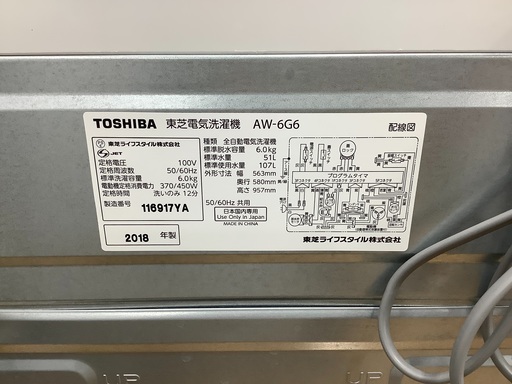 TOSHIBA 東芝電気洗濯機 AW-6G6
配線図
東芝ライフスタイル株式会社
JET
定格電圧 100V
定格周波数 50/60Hz
標準洗濯容量 6.0kg
電動機定格消費電力 370/450W
定格時間 洗いのみ 12分
製造番号 116917YA
2018 年製
種類 全自動電気洗濯機
標準脱水容量 6.0kg
標準水量 51L
標準使用水量 107L
外形寸法 幅 563mm
奥行 580mm
高さ 957mm
50/60Hz 共用
日本国内専用
Use Only in Japan
MADE IN CHINA
プログラムタイマ
東芝ライフスタイル株式会社
UP
UP